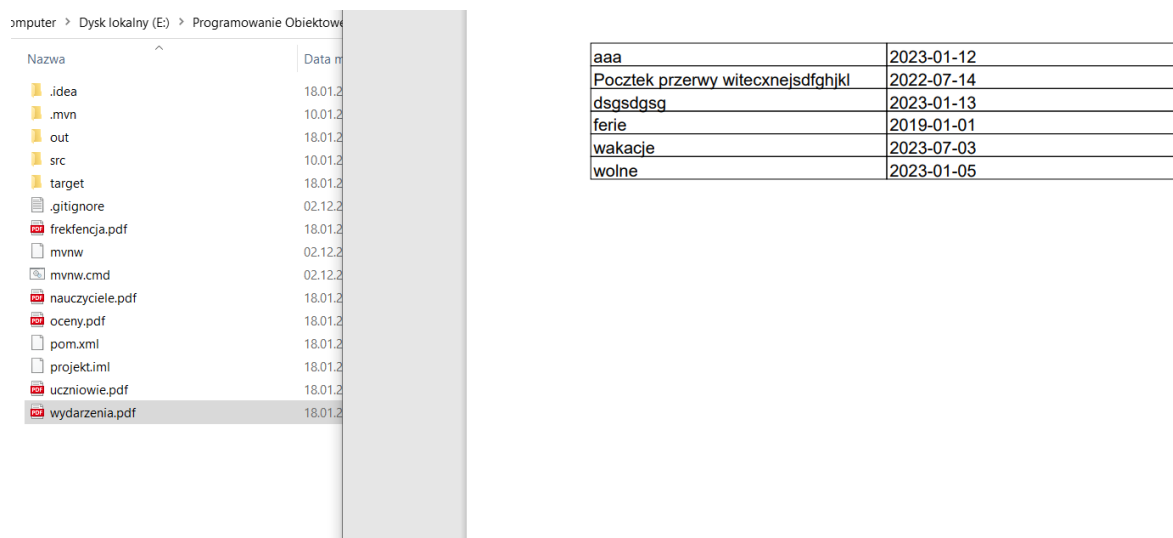 omputer > Dysk lokalny (E:) > Programowanie Obiektowe
Nazwa Data m
.idea 18.01.2
.mvn 10.01.2
out 18.01.2
src 10.01.2
target 18.01.2
.gitignore 02.12.2
frekfencja.pdf 18.01.2
mvnw 02.12.2
mvnw.cmd 02.12.2
nauczyciele.pdf 18.01.2
oceny.pdf 18.01.2
pom.xml 18.01.2
projekt.iml 18.01.2
uczniowie.pdf 18.01.2
wydarzenia.pdf 18.01.2
aaa 2023-01-12
Pocztek przerwy witecxnejsdfghjkl 2022-07-14
dsgsdgsg 2023-01-13
ferie 2019-01-01
wakacje 2023-07-03
wolne 2023-01-05